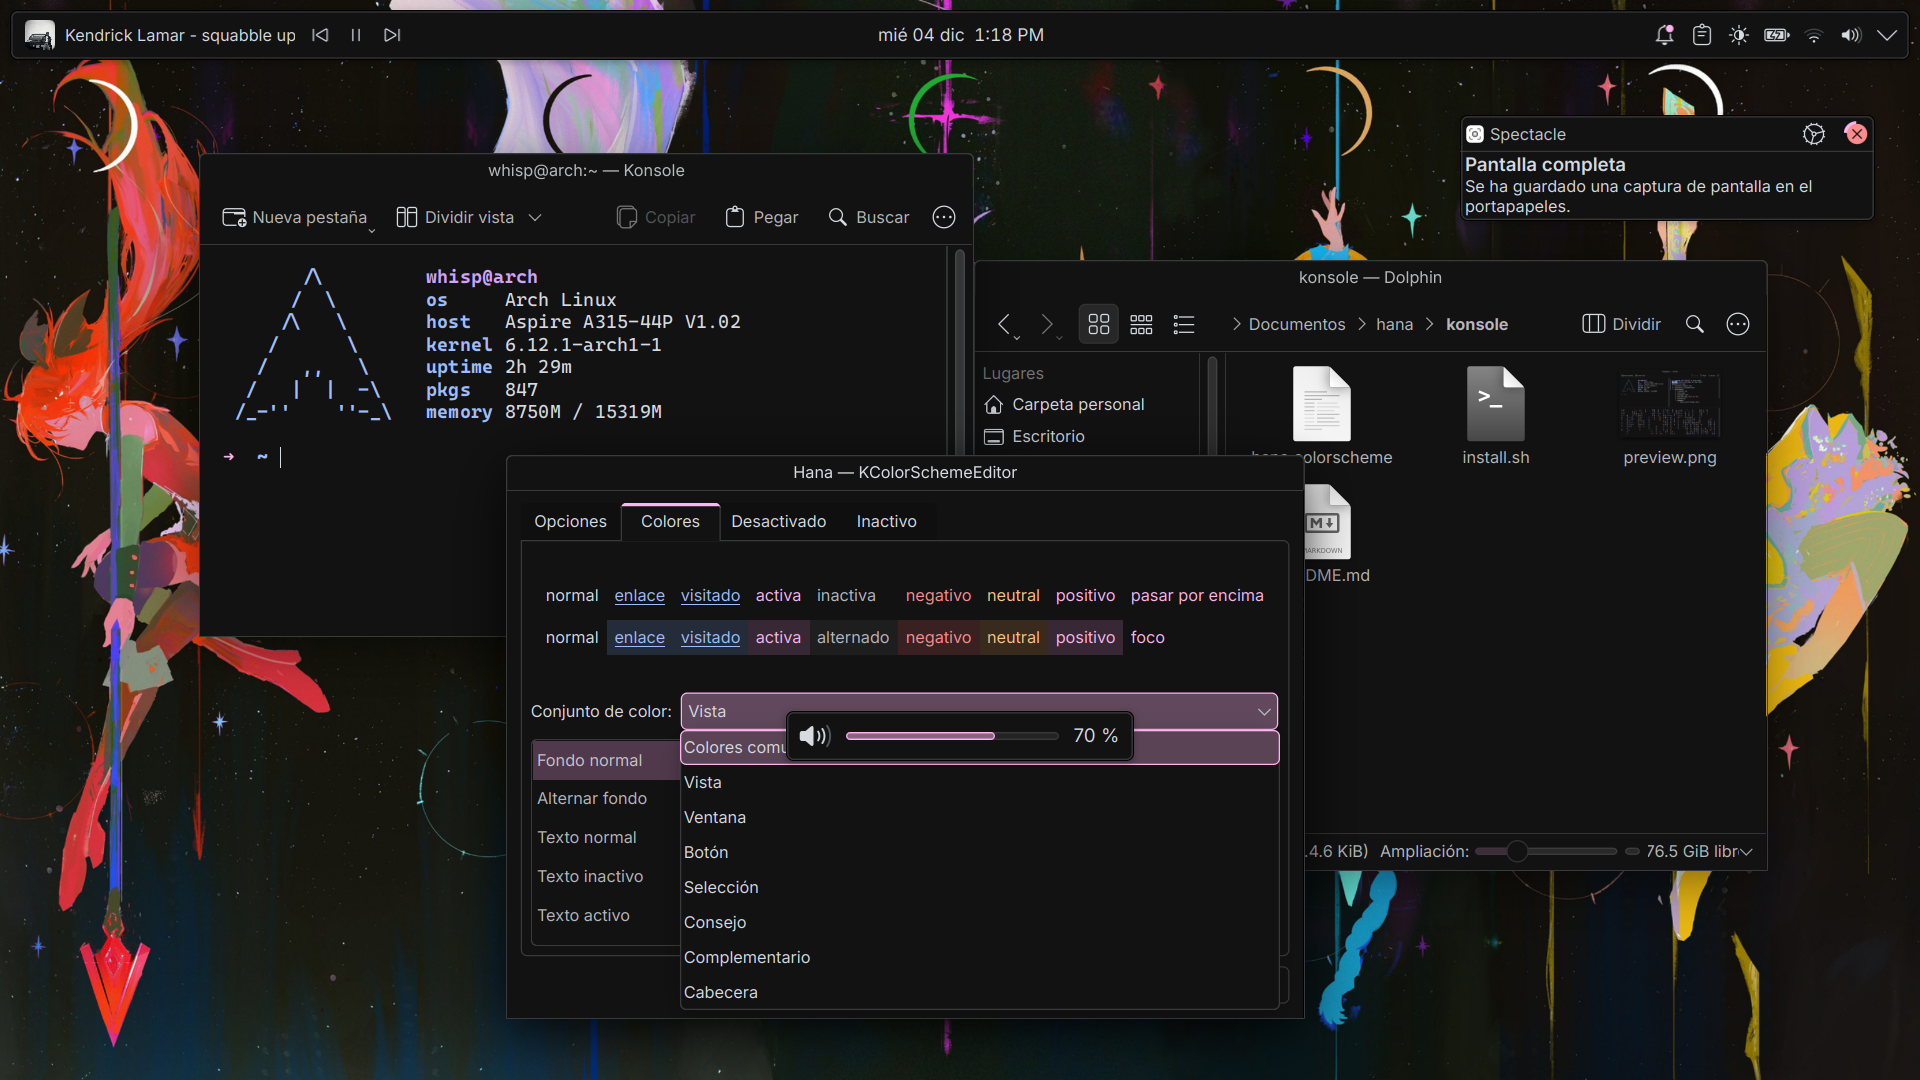 Kendrick Lamar - squabble up
mié 04 dic 1:18 PM
Spectacle
Pantalla completa
Se ha guardado una captura de pantalla en el
portapapeles.
whisp@arch:~ — Konsole
Nueva pestaña
Dividir vista
Copiar
Pegar
Buscar
whisp@arch
os Arch Linux
host Aspire A315-44P V1.02
kernel 6.12.1-arch1-1
uptime 2h 29m
pkgs 847
memory 8750M / 15319M
➜ ~
konsole — Dolphin
Documentos
hana
konsole
Dividir
Lugares
Carpeta personal
Escritorio
colorscheme
install.sh
preview.png
MARKDOWN
DME.md
.4.6 KiB)
Ampliación:
76.5 GiB libr
Hana — KColorSchemeEditor
Opciones
Colores
Desactivado
Inactivo
normal enlace visitado activa inactiva negativo neutral positivo pasar por encima
normal enlace visitado activa alternado negativo neutral positivo foco
Conjunto de color: Vista
70 %
Fondo normal
Alternar fondo
Texto normal
Texto inactivo
Texto activo
Colores comu
Vista
Ventana
Botón
Selección
Consejo
Complementario
Cabecera